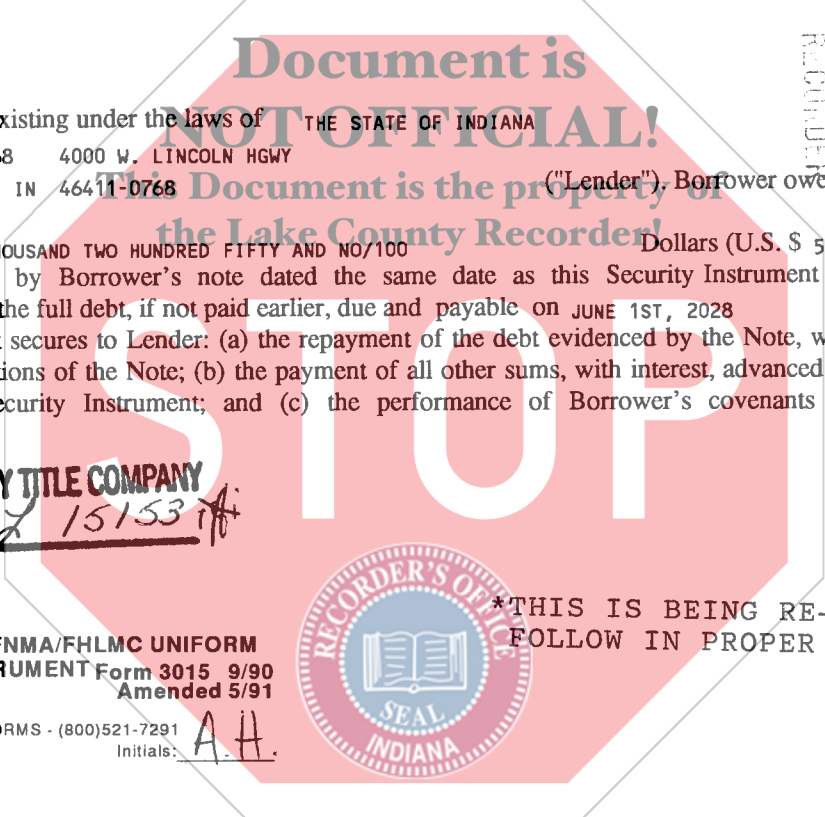 Document is
xisting under the laws of THE STATE OF INDIANA
NOT OFFICIAL!
8 4000 W. LINCOLN HGWY
IN 46411-0768 ("Lender"). Borrower owe
This Document is the property of
the Lake County Recorder!
OUSAND TWO HUNDRED FIFTY AND NO/100 Dollars (U.S. $ 5
by Borrower's note dated the same date as this Security Instrument
the full debt, if not paid earlier, due and payable on JUNE 1ST, 2028
secures to Lender: (a) the repayment of the debt evidenced by the Note, w
ions of the Note; (b) the payment of all other sums, with interest, advanced
ecurity Instrument; and (c) the performance of Borrower's covenants
STOP
Y TITLE COMPANY
15153
RECORDER'S OFFICE
SEAL
INDIANA
*THIS IS BEING RE-
FOLLOW IN PROPER
FNMA/FHLMC UNIFORM
RUMENT Form 3015 9/90
Amended 5/91
ORMS - (800)521-7291
Initials: A.H.
RECORDER